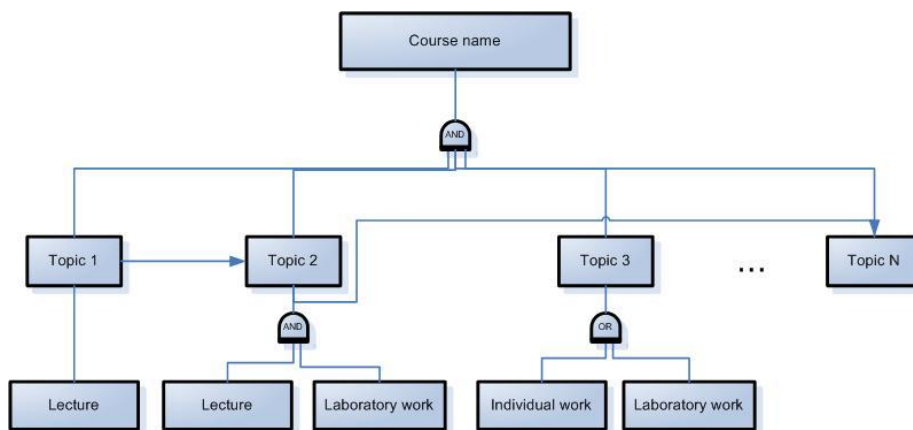 Course name
AND
Topic 1
Topic 2
Topic 3
...
Topic N
AND
OR
Lecture
Lecture
Laboratory work
Individual work
Laboratory work